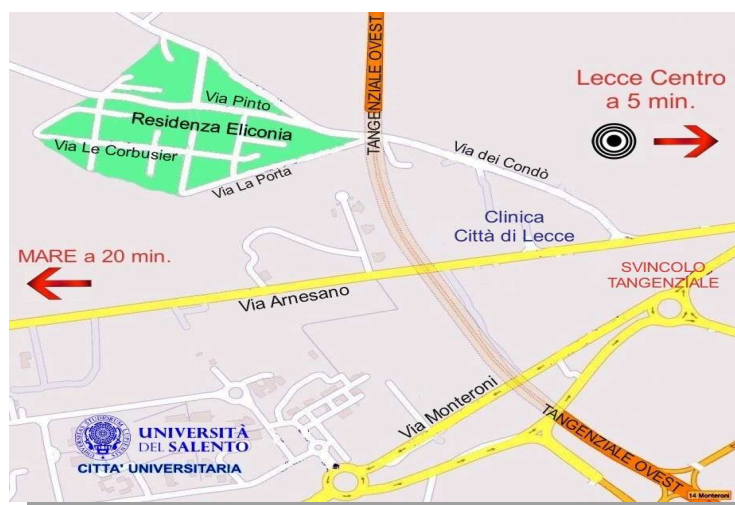 TANGENZIALE OVEST
Lecce Centro
a 5 min.
Via Pinto
Residenza Eliconia
Via Le Corbusier
Via La Porta
Via dei Condò
Clinica
Città di Lecce
MARE a 20 min.
SVINCOLO
TANGENZIALE
Via Arnesano
Via Monteroni
UNIVERSITÀ
DEL SALENTO
CITTA' UNIVERSITARIA
TANGENZIALE OVEST
14 Monteroni